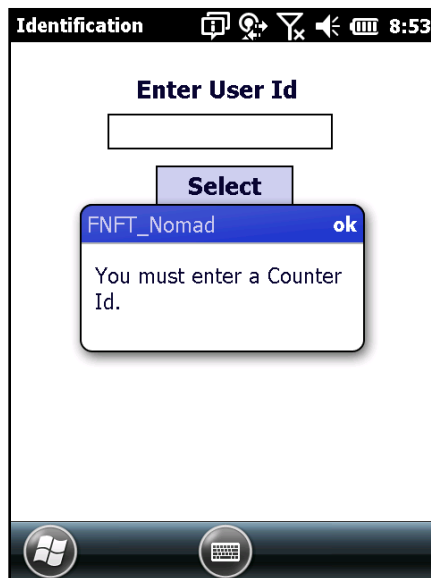 Identification 8:53
Enter User Id
Select
FNFT_Nomad ok
You must enter a Counter
Id.